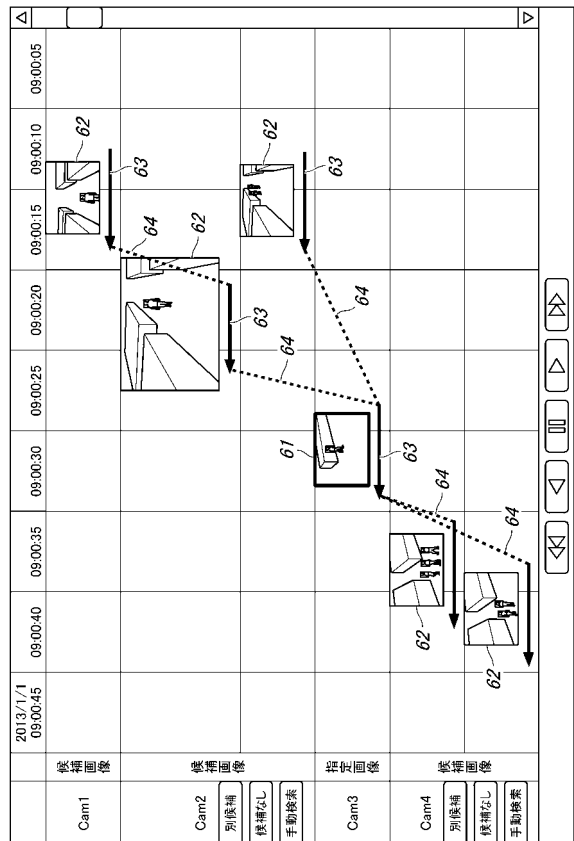 2013/1/1
09:00:45
09:00:40
09:00:35
09:00:30
09:00:25
09:00:20
09:00:15
09:00:10
09:00:05
Cam1
候補画像
62
63
64
Cam2
候補画像
別候補
候補なし
手動検索
62
63
64
62
63
64
Cam3
指定画像
61
63
64
Cam4
候補画像
別候補
候補なし
手動検索
62
64
62